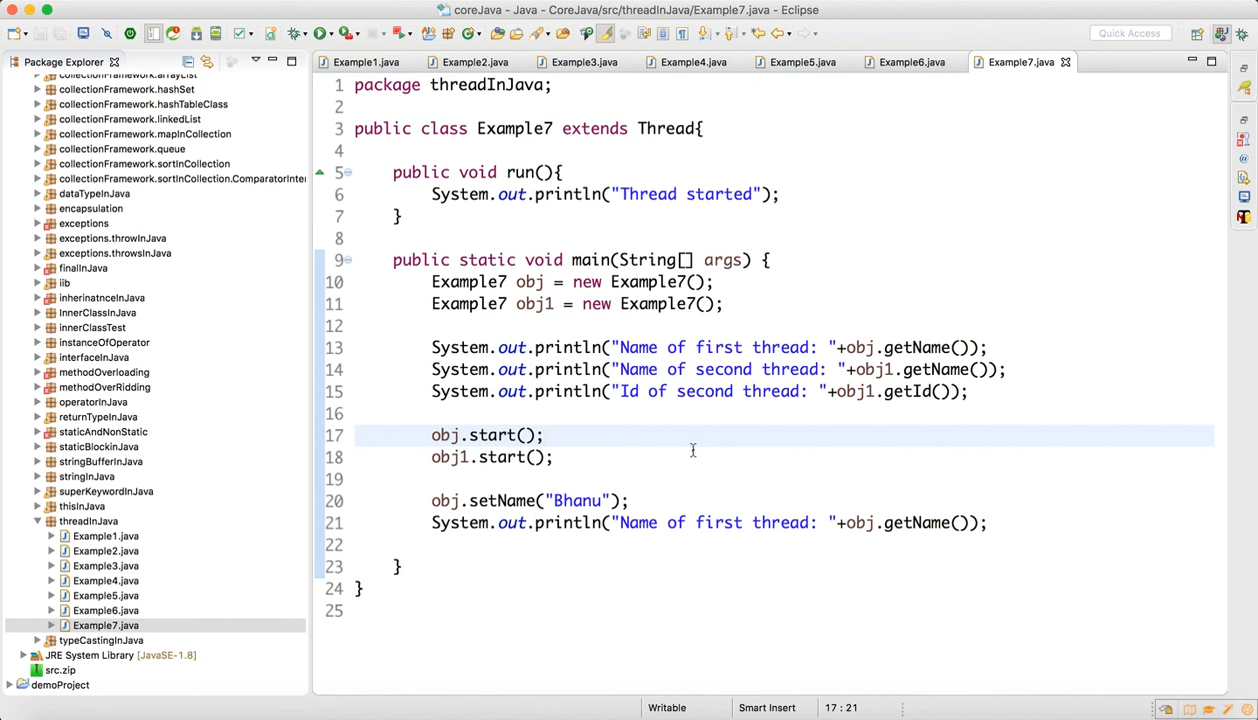 coreJava - Java - CoreJava/src/threadInJava/Example7.java - Eclipse
Quick Access
Package Explorer
Example1.java
Example2.java
Example3.java
Example4.java
Example5.java
Example6.java
Example7.java
collectionFramework.arrayList
collectionFramework.hashSet
collectionFramework.hashTableClass
collectionFramework.linkedList
collectionFramework.mapInCollection
collectionFramework.queue
collectionFramework.sortInCollection
collectionFramework.sortInCollection.ComparatorInter
dataTypeInJava
encapsulation
exceptions
exceptions.throwInJava
exceptions.throwsInJava
finalInJava
iib
inherinatnceInJava
InnerClassInJava
innerClassTest
instanceOfOperator
interfaceInJava
methodOverloading
methodOverRidding
operatorInJava
returnTypeInJava
staticAndNonStatic
staticBlockinJava
stringBufferInJava
stringInJava
superKeywordInJava
thisInJava
threadInJava
Example1.java
Example2.java
Example3.java
Example4.java
Example5.java
Example6.java
Example7.java
typeCastingInJava
JRE System Library [JavaSE-1.8]
src.zip
demoProject
1 package threadInJava;
2
3 public class Example7 extends Thread{
4
5 public void run(){
6 System.out.println("Thread started");
7 }
8
9 public static void main(String[] args) {
10 Example7 obj = new Example7();
11 Example7 obj1 = new Example7();
12
13 System.out.println("Name of first thread: "+obj.getName());
14 System.out.println("Name of second thread: "+obj1.getName());
15 System.out.println("Id of second thread: "+obj1.getId());
16
17 obj.start();
18 obj1.start();
19
20 obj.setName("Bhanu");
21 System.out.println("Name of first thread: "+obj.getName());
22
23 }
24 }
25
Writable
Smart Insert
17 : 21